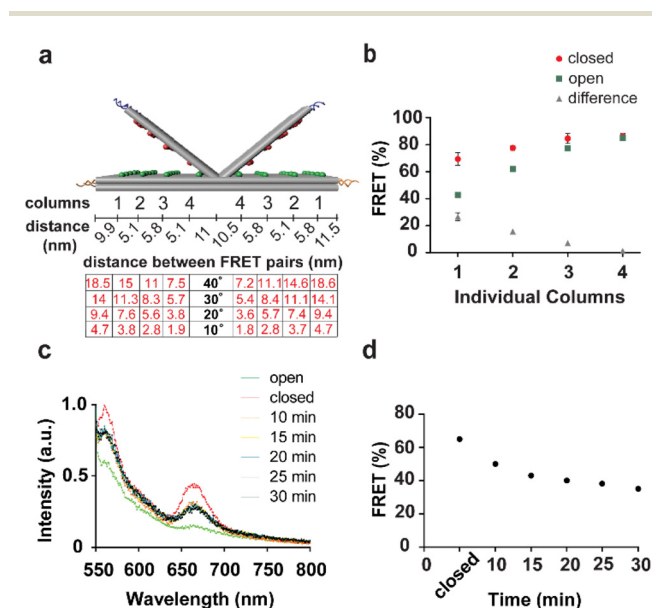 a
columns 1 2 3 4 4 3 2 1
distance (nm) 9.9 5.1 5.8 5.1 11 10.5 5.1 5.8 5.1 5.8 11.5
distance between FRET pairs (nm)
18.5 15 11 7.5 40° 7.2 11.1 14.6 18.6
14 11.3 8.3 5.7 30° 5.4 8.4 11.1 14.1
9.4 7.6 5.6 3.8 20° 3.6 5.7 7.4 9.4
4.7 3.8 2.8 1.9 10° 1.8 2.8 3.7 4.7
b
closed
open
difference
FRET (%)
100
80
60
40
20
0
1 2 3 4
Individual Columns
c
open
closed
10 min
15 min
20 min
25 min
30 min
Intensity (a.u.)
1.0
0.5
0
550 600 650 700 750 800
Wavelength (nm)
d
FRET (%)
80
60
40
20
0
0 closed 10 15 20 25 30
Time (min)